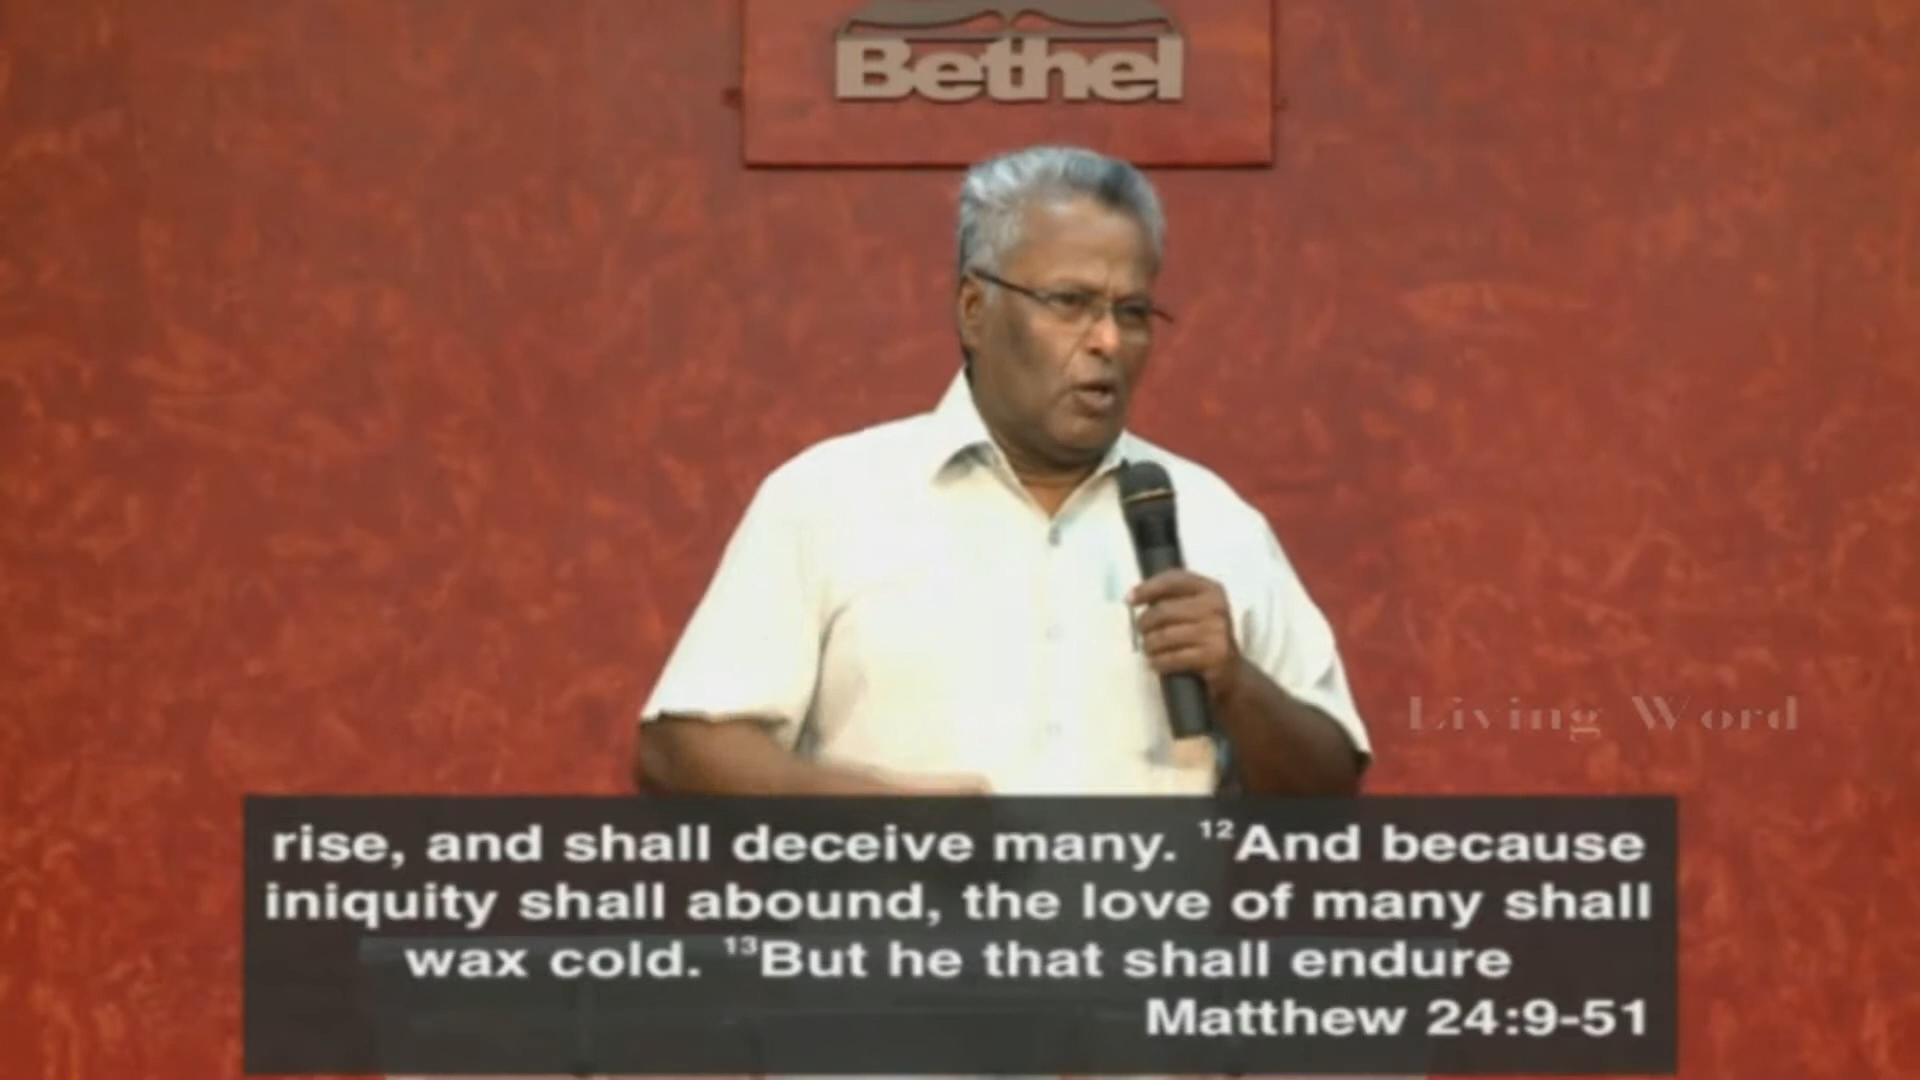 Bethel
Living Word
rise, and shall deceive many. ¹²And because
iniquity shall abound, the love of many shall
wax cold. ¹³But he that shall endure
Matthew 24:9-51